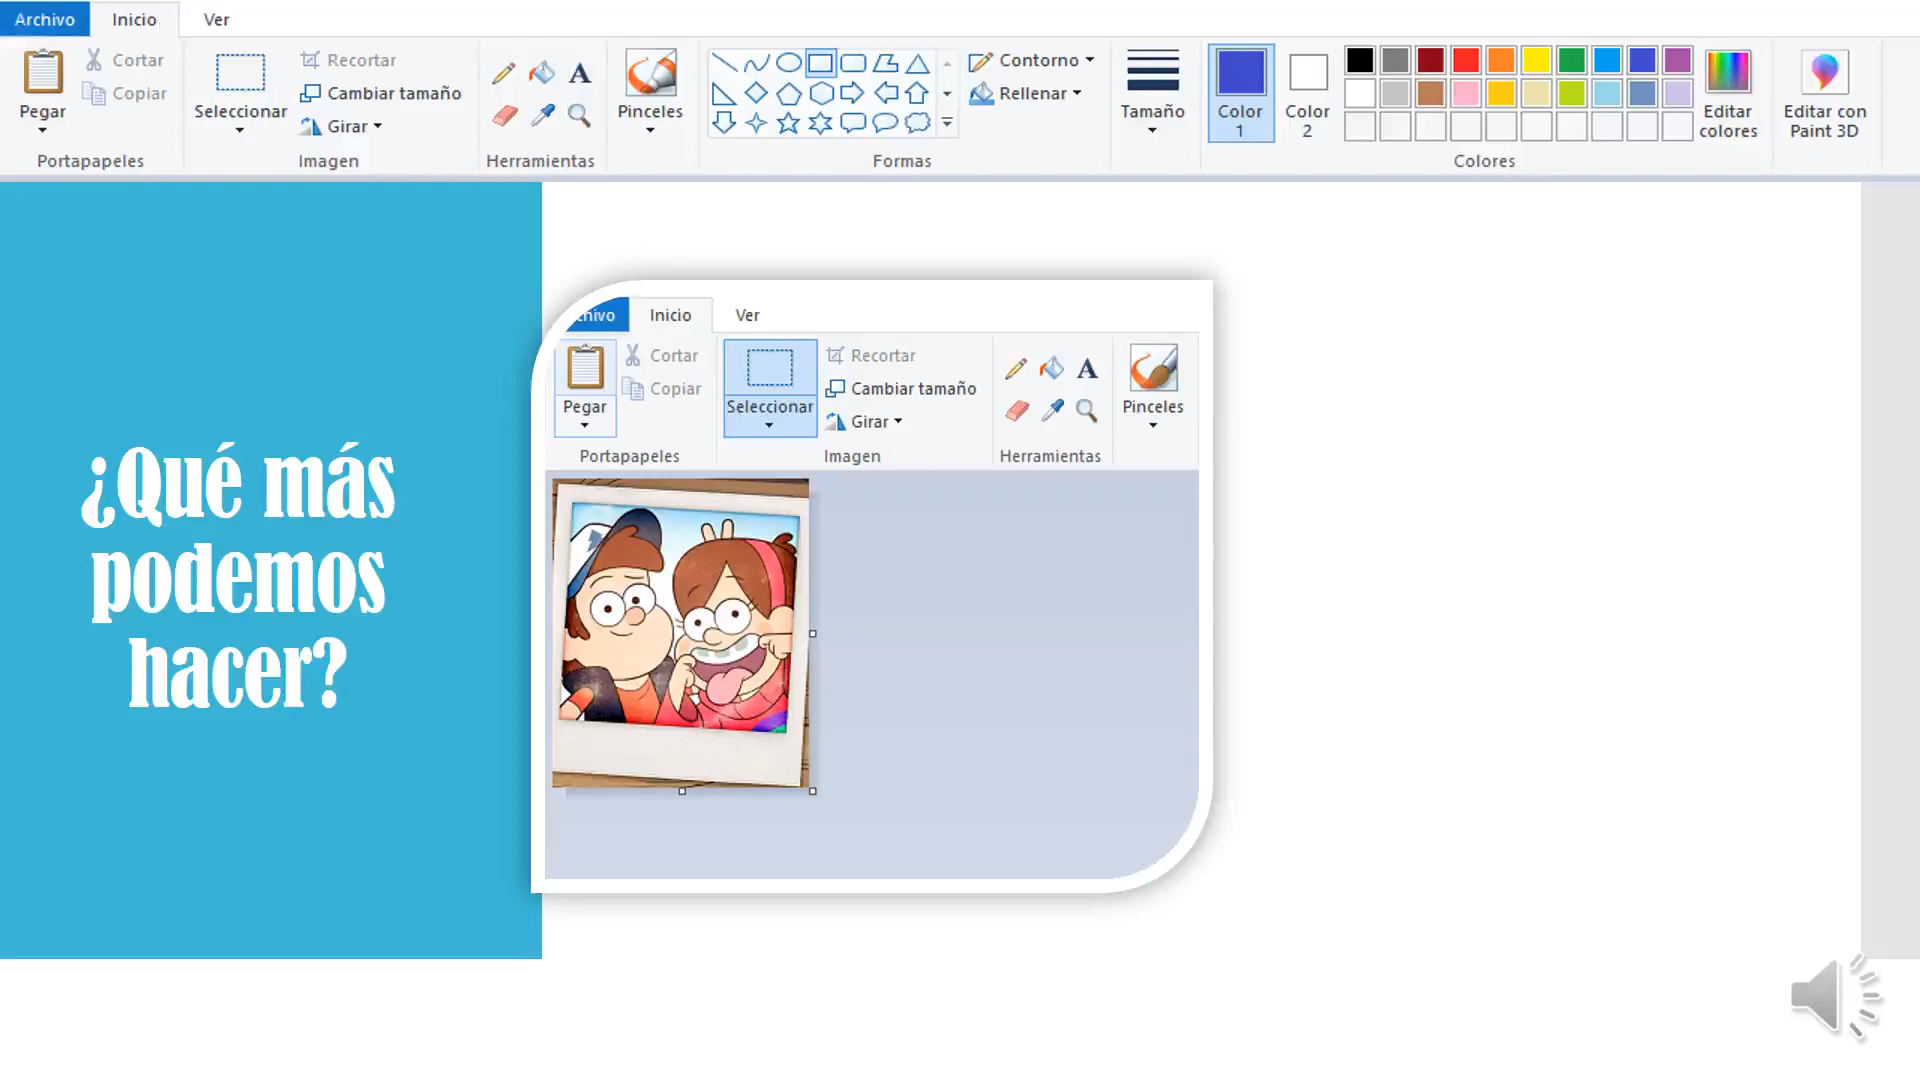 Archivo Inicio Ver
Pegar Cortar Copiar Portapapeles
Seleccionar Recortar Cambiar tamaño Girar Imagen
Herramientas
Pinceles
Contorno Rellenar Formas
Tamaño
Color 1
Color 2
Editar colores
Colores
Editar con Paint 3D
¿Qué más
podemos
hacer?
chivo Inicio Ver
Pegar Cortar Copiar Portapapeles
Seleccionar Recortar Cambiar tamaño Girar Imagen
Herramientas
Pinceles